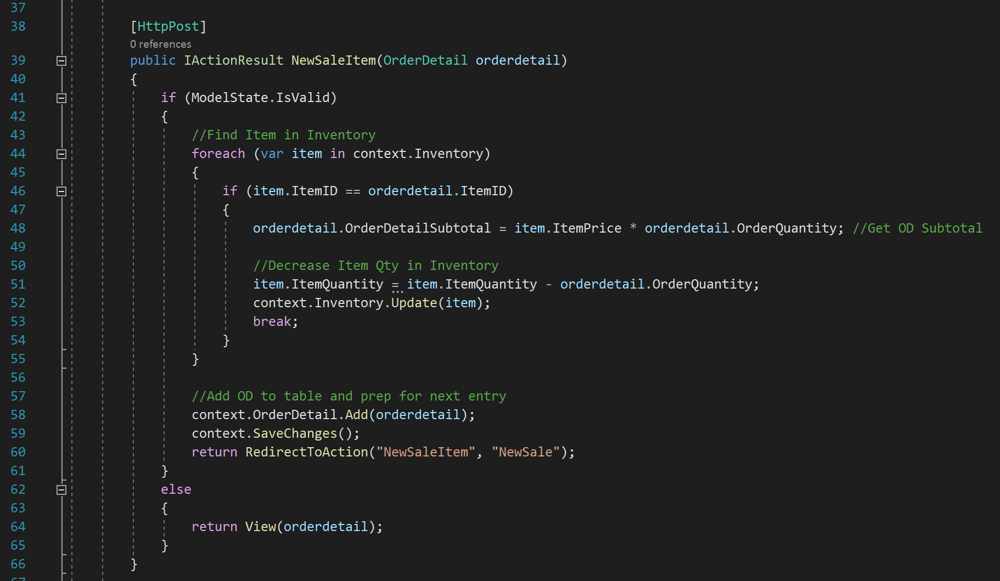 37
38 [HttpPost]
0 references
39 public IActionResult NewSaleItem(OrderDetail orderdetail)
40 {
41 if (ModelState.IsValid)
42 {
43 //Find Item in Inventory
44 foreach (var item in context.Inventory)
45 {
46 if (item.ItemID == orderdetail.ItemID)
47 {
48 orderdetail.OrderDetailSubtotal = item.ItemPrice * orderdetail.OrderQuantity; //Get OD Subtotal
49
50 //Decrease Item Qty in Inventory
51 item.ItemQuantity = item.ItemQuantity - orderdetail.OrderQuantity;
52 context.Inventory.Update(item);
53 break;
54 }
55 }
56
57 //Add OD to table and prep for next entry
58 context.OrderDetail.Add(orderdetail);
59 context.SaveChanges();
60 return RedirectToAction("NewSaleItem", "NewSale");
61 }
62 else
63 {
64 return View(orderdetail);
65 }
66 }
67